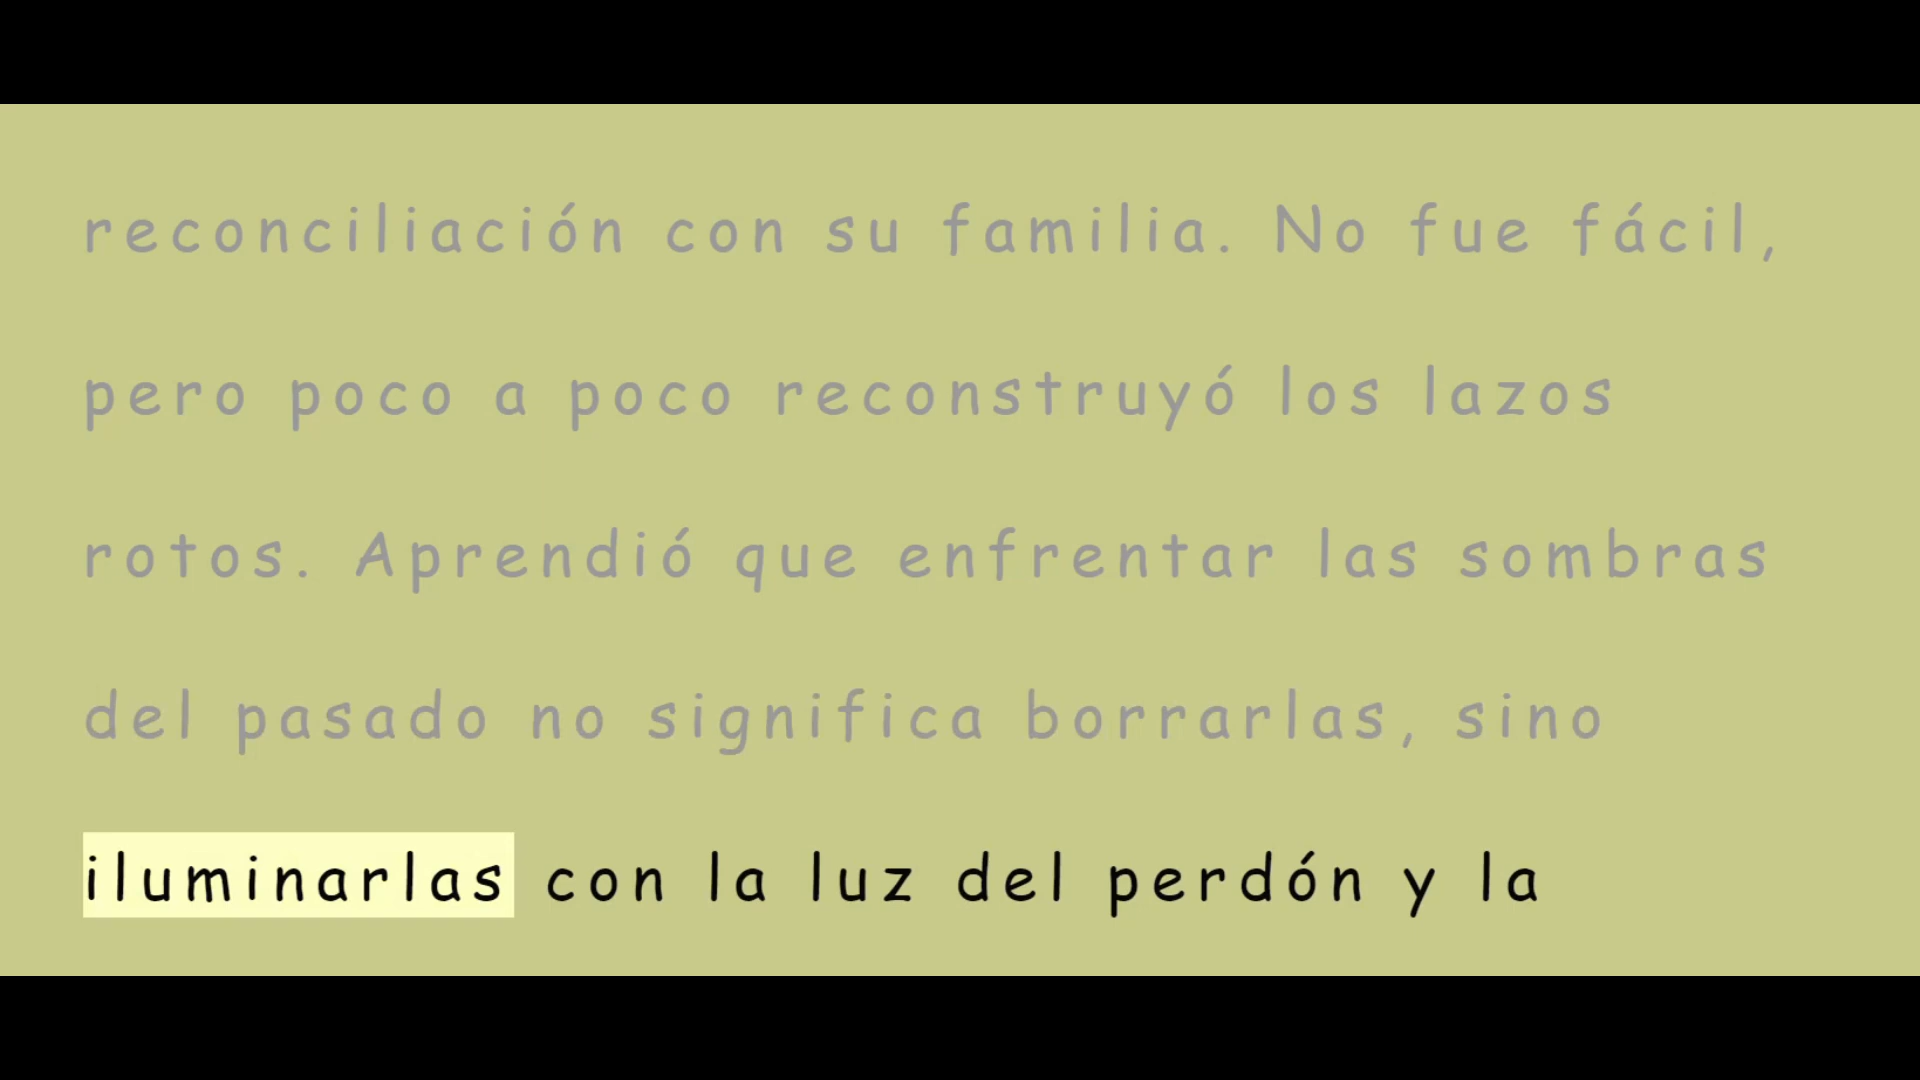 reconciliación con su familia. No fue fácil,
pero poco a poco reconstruyó los lazos
rotos. Aprendió que enfrentar las sombras
del pasado no significa borrarlas, sino
iluminarlas con la luz del perdón y la